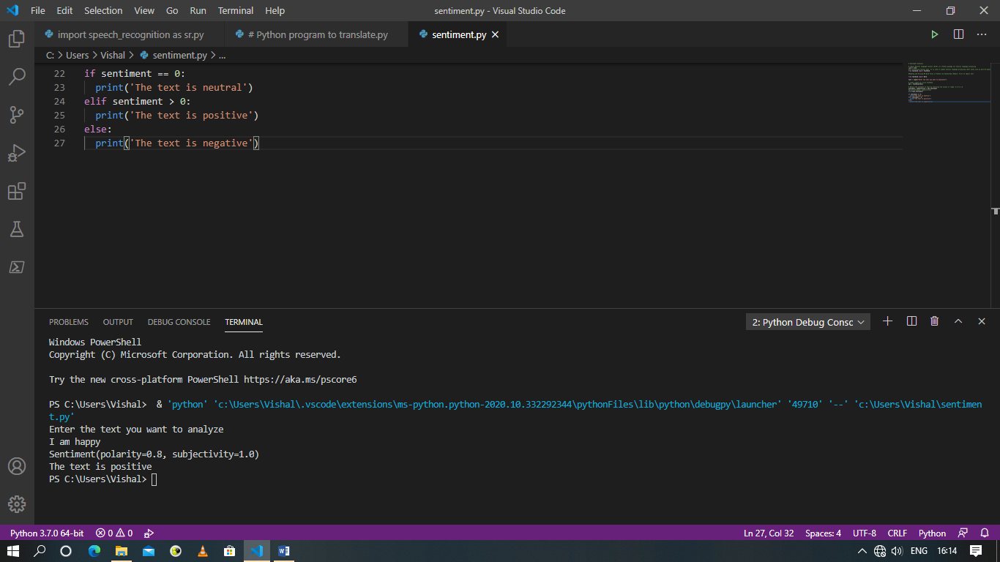 File Edit Selection View Go Run Terminal Help
sentiment.py - Visual Studio Code
import speech_recognition as sr.py
# Python program to translate.py
sentiment.py
C: > Users > Vishal > sentiment.py > ...
22 if sentiment == 0:
23 print('The text is neutral')
24 elif sentiment > 0:
25 print('The text is positive')
26 else:
27 print('The text is negative')
PROBLEMS OUTPUT DEBUG CONSOLE TERMINAL
2: Python Debug Consc
Windows PowerShell
Copyright (C) Microsoft Corporation. All rights reserved.
Try the new cross-platform PowerShell https://aka.ms/pscore6
PS C:\Users\Vishal>  & 'python' 'c:\Users\Vishal\.vscode\extensions\ms-python.python-2020.10.332292344\pythonFiles\lib\python\debugpy\launcher' '49710' '--' 'c:\Users\Vishal\sentimen
t.py'
Enter the text you want to analyze
I am happy
Sentiment(polarity=0.8, subjectivity=1.0)
The text is positive
PS C:\Users\Vishal>
Python 3.7.0 64-bit 0 0 Ln 27, Col 32 Spaces: 4 UTF-8 CRLF Python
ENG 16:14